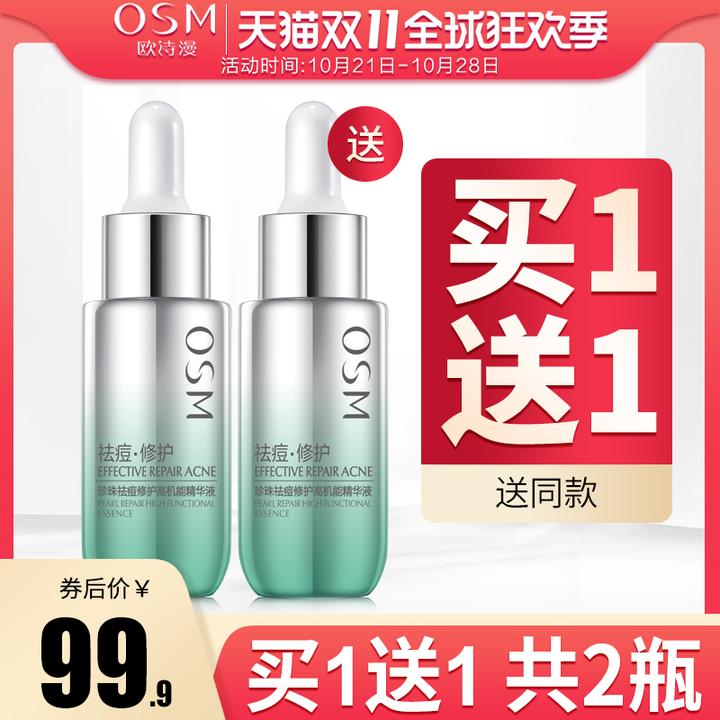 OSM
欧诗漫
天猫双11全球狂欢季
活动时间:10月21日-10月28日
送
买1
送1
送同款
OSM
祛痘·修护
EFFECTIVE REPAIR ACNE
珍珠祛痘修护高机能精华液
PEARL REPAIR HIGH FUNCTIONAL
ESSENCE
OSM
祛痘·修护
EFFECTIVE REPAIR ACNE
珍珠祛痘修护高机能精华液
PEARL REPAIR HIGH FUNCTIONAL
ESSENCE
券后价¥
99.9
买1送1 共2瓶